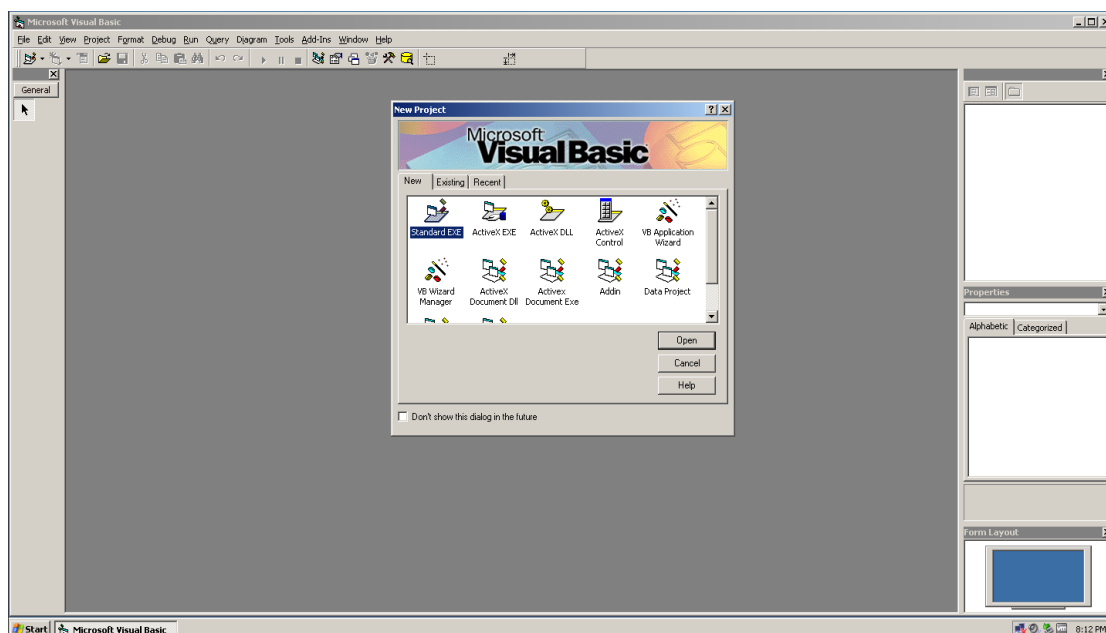 Microsoft Visual Basic
File Edit View Project Format Debug Run Query Diagram Tools Add-Ins Window Help
General
New Project
Microsoft
Visual Basic
New Existing Recent
Standard EXE ActiveX EXE ActiveX DLL ActiveX Control VB Application Wizard
VB Wizard Manager ActiveX Document Dll Activex Document Exe Addin Data Project
Open
Cancel
Help
Don't show this dialog in the future
Properties
Alphabetic Categorized
Form Layout
Start Microsoft Visual Basic 8:12 PM